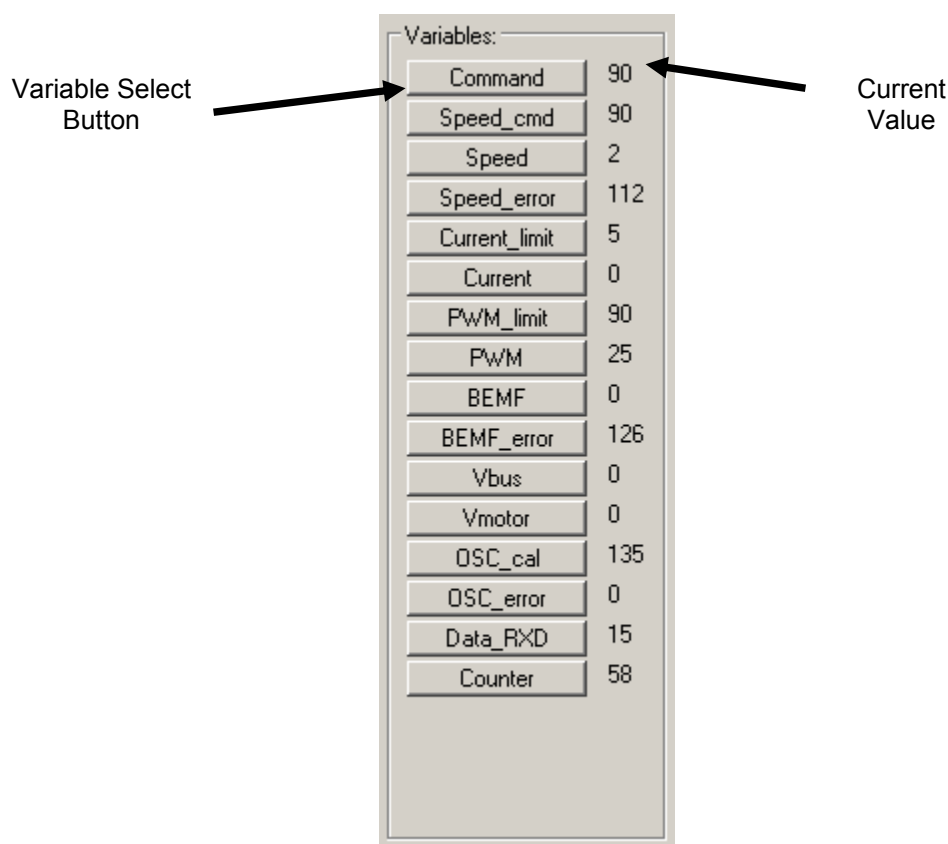 Variables:
Variable Select
Button
Current
Value
Command 90
Speed_cmd 90
Speed 2
Speed_error 112
Current_limit 5
Current 0
PWM_limit 90
PWM 25
BEMF 0
BEMF_error 126
Vbus 0
Vmotor 0
OSC_cal 135
OSC_error 0
Data_RXD 15
Counter 58